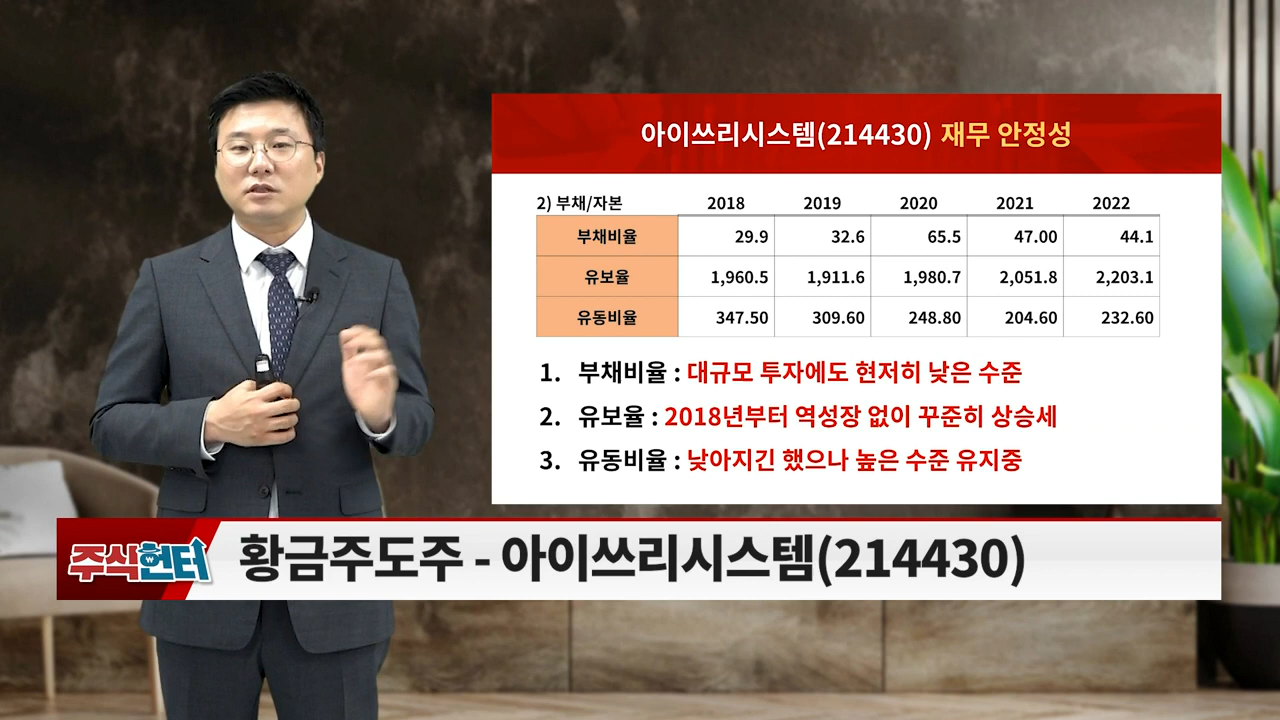 아이쓰리시스템(214430) 재무 안정성
2) 부채/자본 2018 2019 2020 2021 2022
부채비율 29.9 32.6 65.5 47.00 44.1
유보율 1,960.5 1,911.6 1,980.7 2,051.8 2,203.1
유동비율 347.50 309.60 248.80 204.60 232.60
1. 부채비율 : 대규모 투자에도 현저히 낮은 수준
2. 유보율 : 2018년부터 역성장 없이 꾸준히 상승세
3. 유동비율 : 낮아지긴 했으나 높은 수준 유지중
주식헌터 황금주도주 - 아이쓰리시스템(214430)